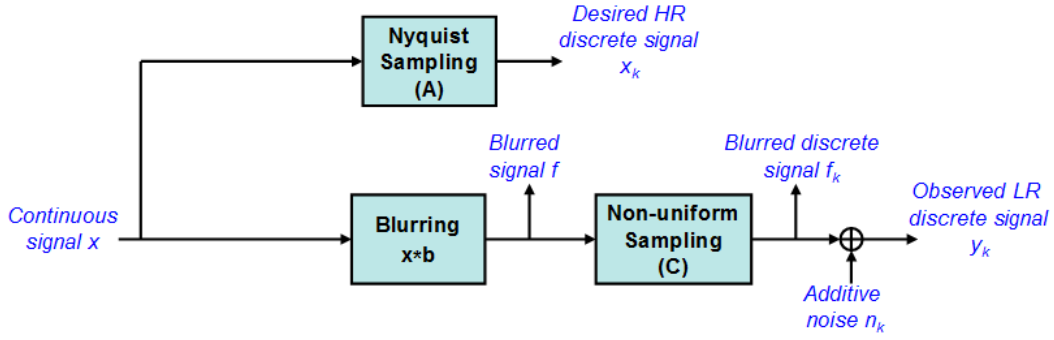 Nyquist
Sampling
(A)
Desired HR
discrete signal
x_k
Continuous
signal x
Blurring
x*b
Blurred
signal f
Non-uniform
Sampling
(C)
Blurred discrete
signal f_k
Observed LR
discrete signal
y_k
Additive
noise n_k